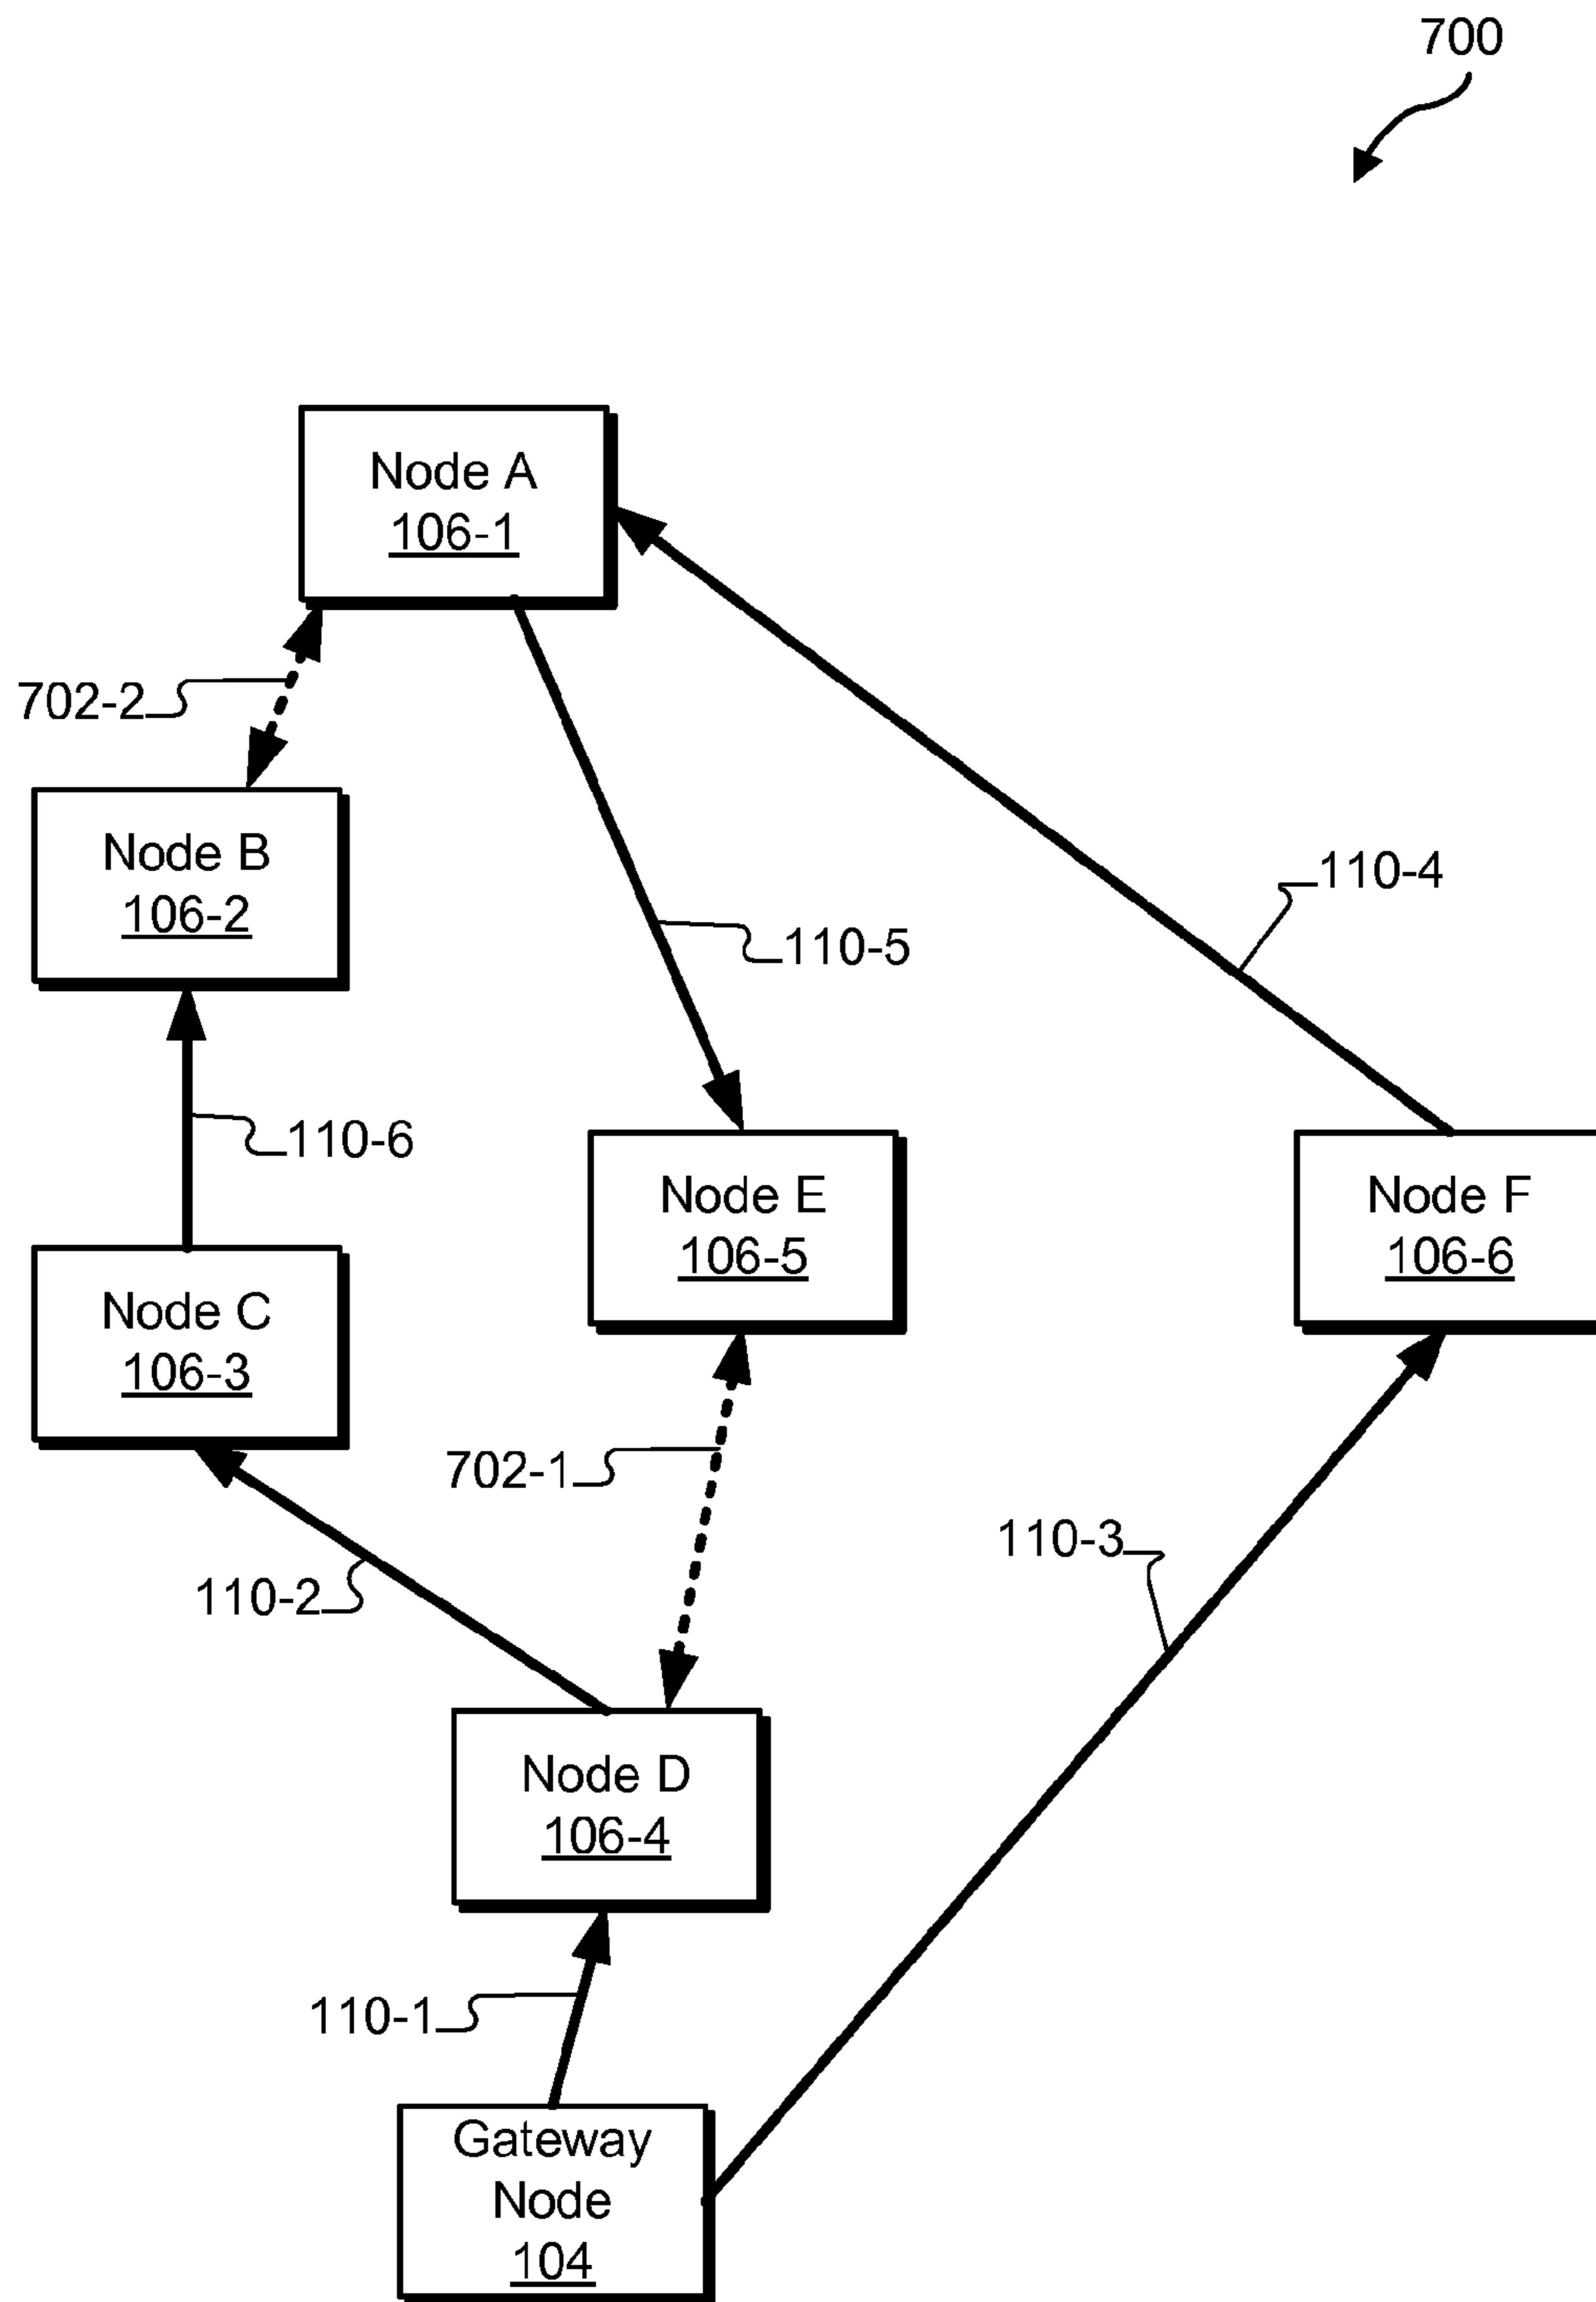 700
Node A
106-1
702-2
Node B
106-2
110-4
110-5
110-6
Node E
106-5
Node F
106-6
Node C
106-3
702-1
110-3
110-2
Node D
106-4
110-1
Gateway
Node
104